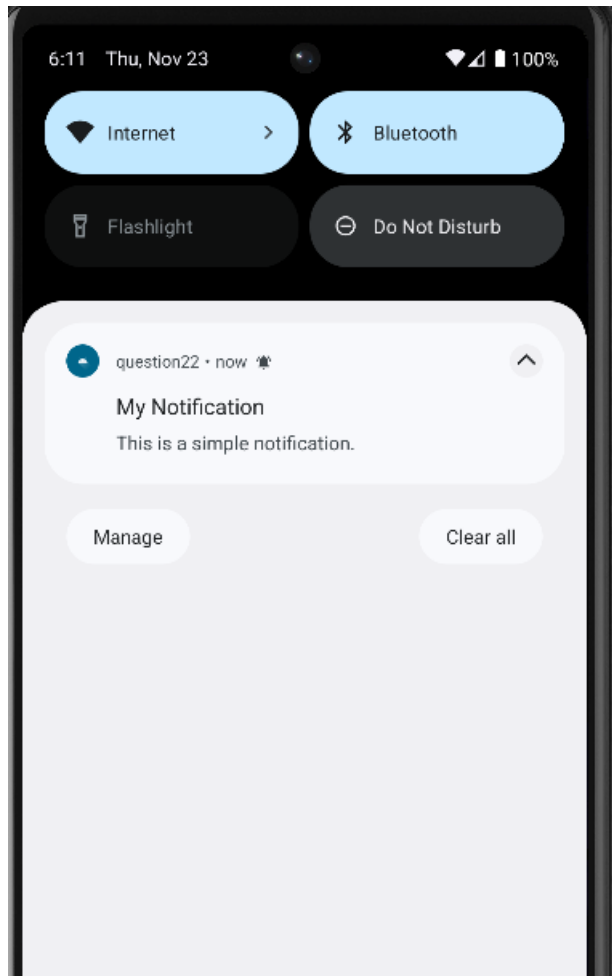 6:11 Thu, Nov 23 100%
Internet Bluetooth
Flashlight Do Not Disturb
question22 • now
My Notification
This is a simple notification.
Manage Clear all